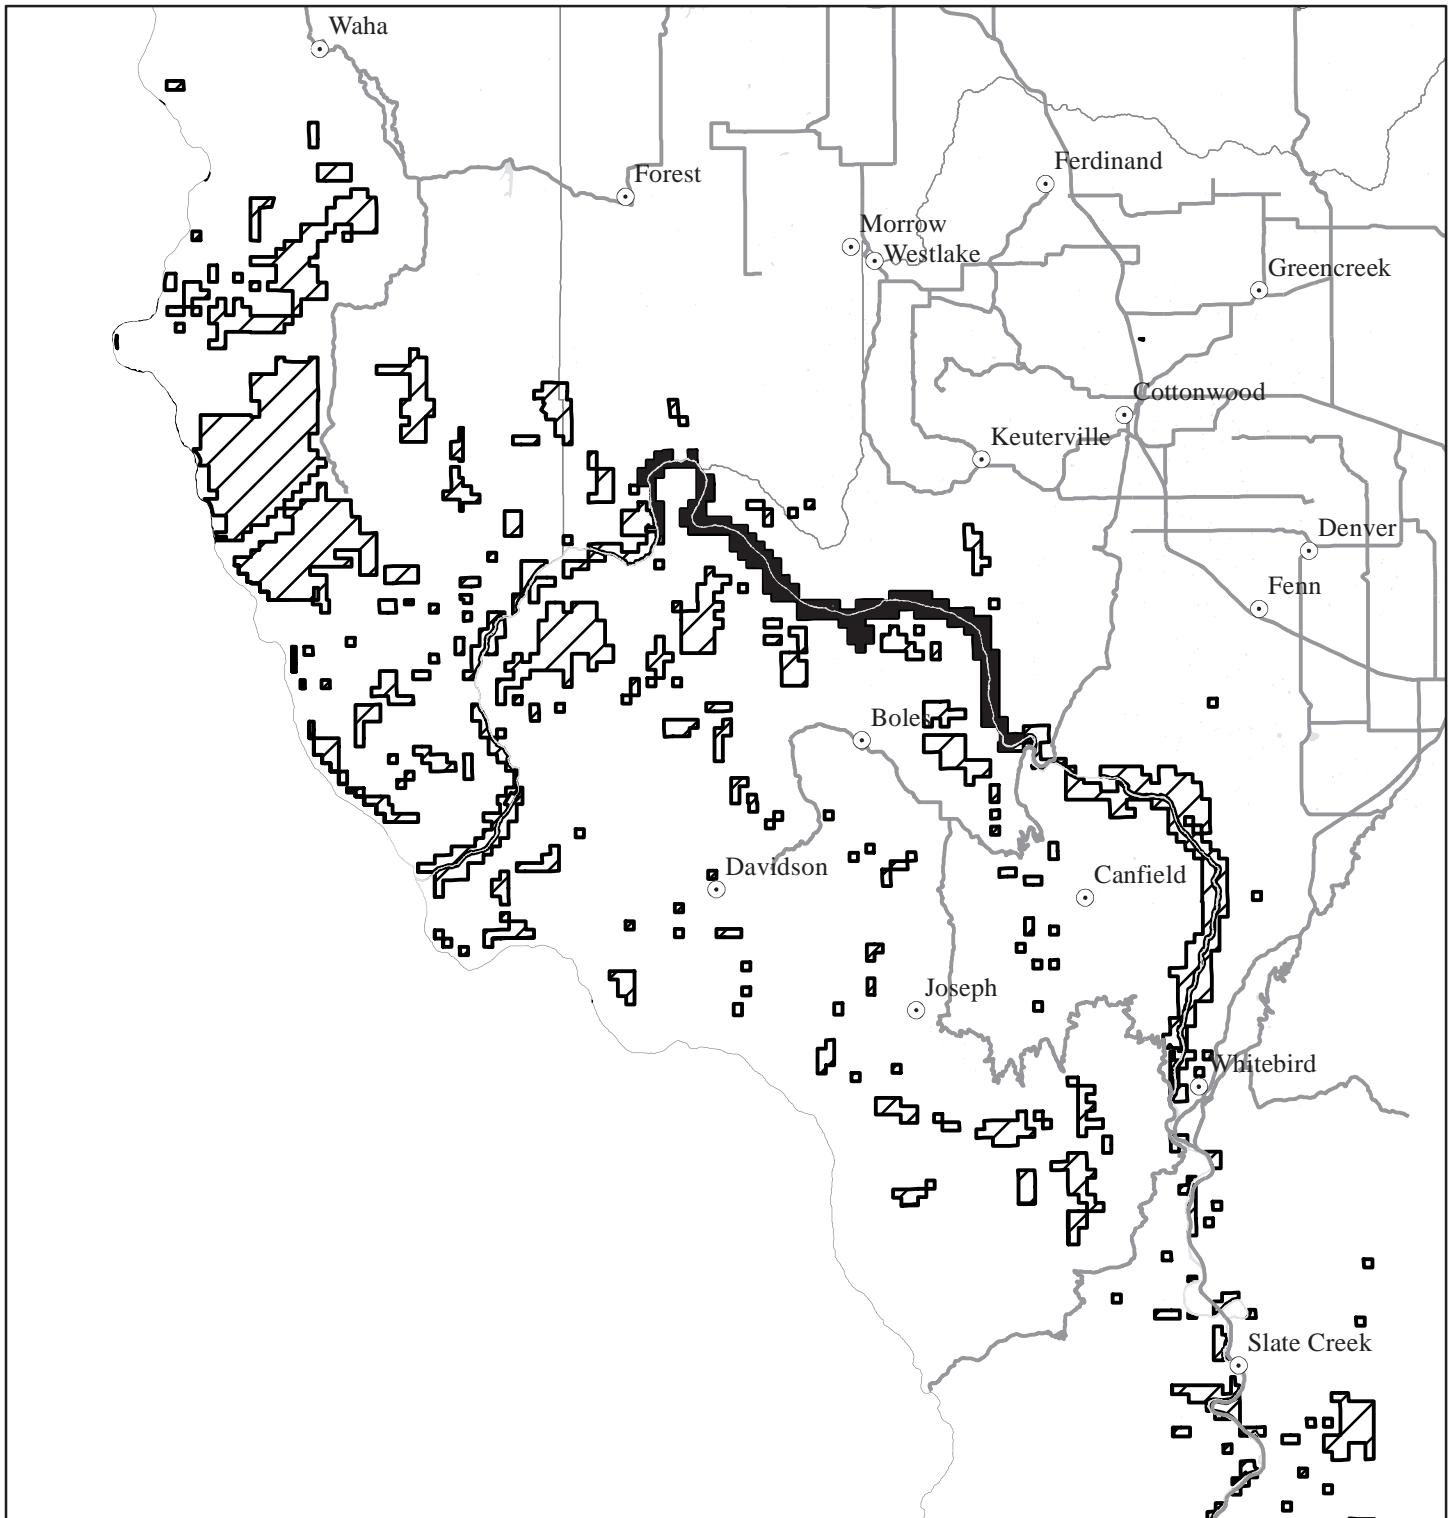 Waha
Ferdinand
Forest
Morrow
Westlake
Greencreek
Cottonwood
Keuterville
Denver
Fenn
Boles
Davidson
Canfield
Joseph
Whitebird
Slate Creek